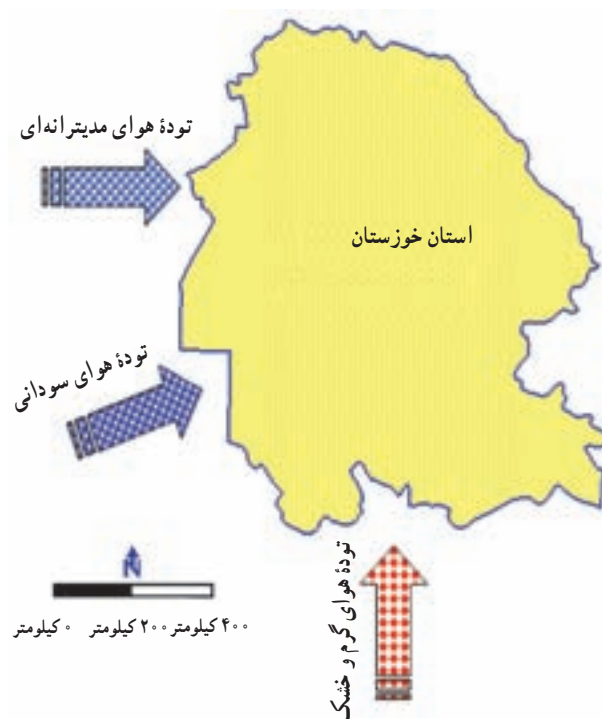 تودهٔ هوای مدیترانه‌ای
استان خوزستان
تودهٔ هوای سودانی
تودهٔ هوای گرم و خشک
N
۰ کیلومتر ۲۰۰ کیلومتر ۴۰۰ کیلومتر